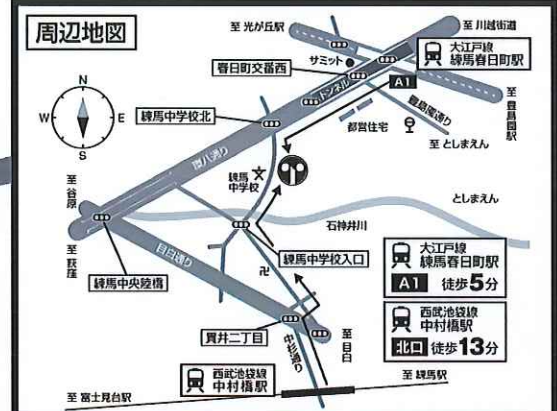 周辺地図
至 光が丘駅
至 川越街道
サミット
春日町交番西
大江戸線
練馬春日町駅
A1
トンネル
豊島園通り
至 豊島園駅
至 としまえん
都営住宅
N
W
E
S
練馬中学校北
環八通り
練馬
中学校
至 谷原
至 荻窪
としまえん
石神井川
目白通り
練馬中央陸橋
練馬中学校入口
大江戸線
練馬春日町駅
A1 徒歩5分
西武池袋線
中村橋駅
北口 徒歩13分
貫井二丁目
至 目白
中杉通り
西武池袋線
中村橋駅
至 富士見台駅
至 練馬駅